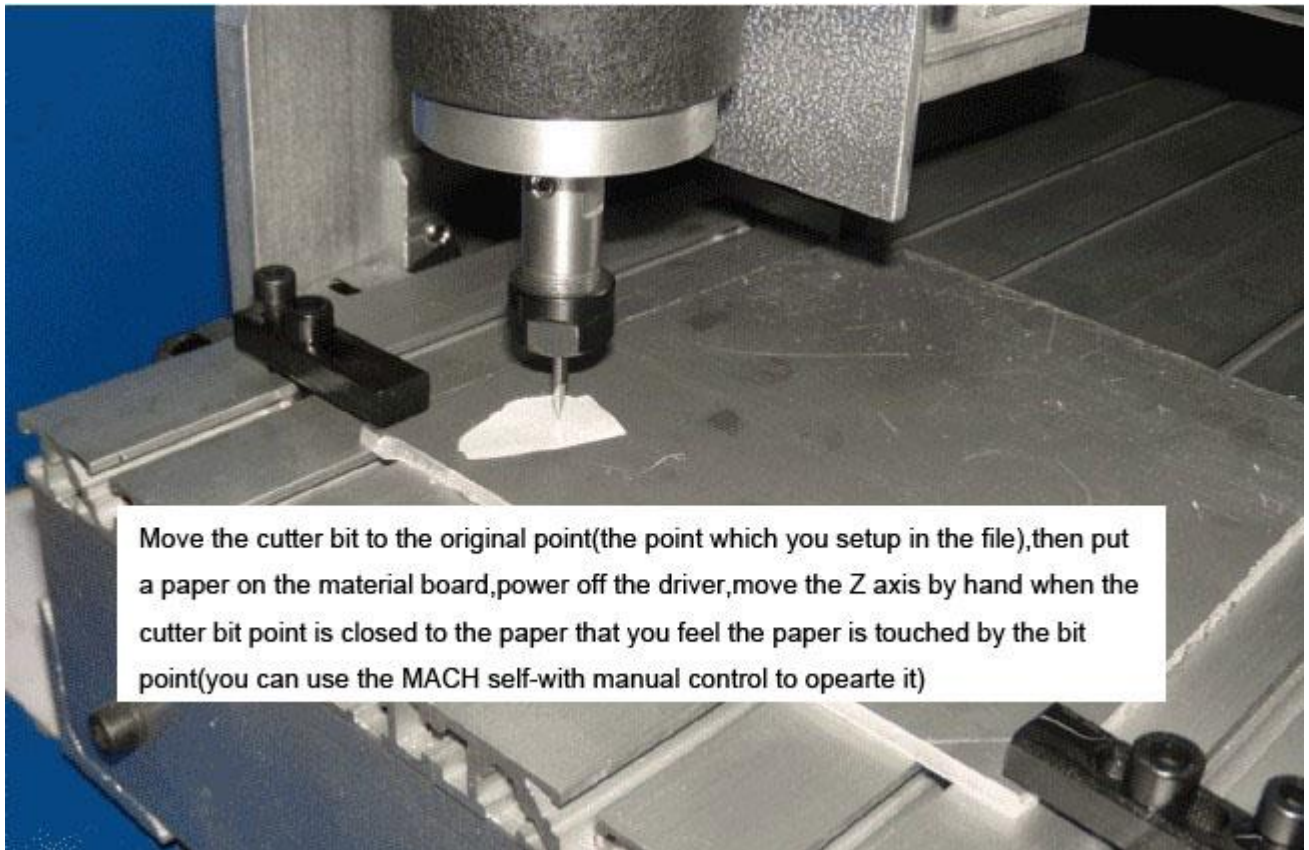 Move the cutter bit to the original point(the point which you setup in the file),then put
a paper on the material board,power off the driver,move the Z axis by hand when the
cutter bit point is closed to the paper that you feel the paper is touched by the bit
point(you can use the MACH self-with manual control to opearte it)